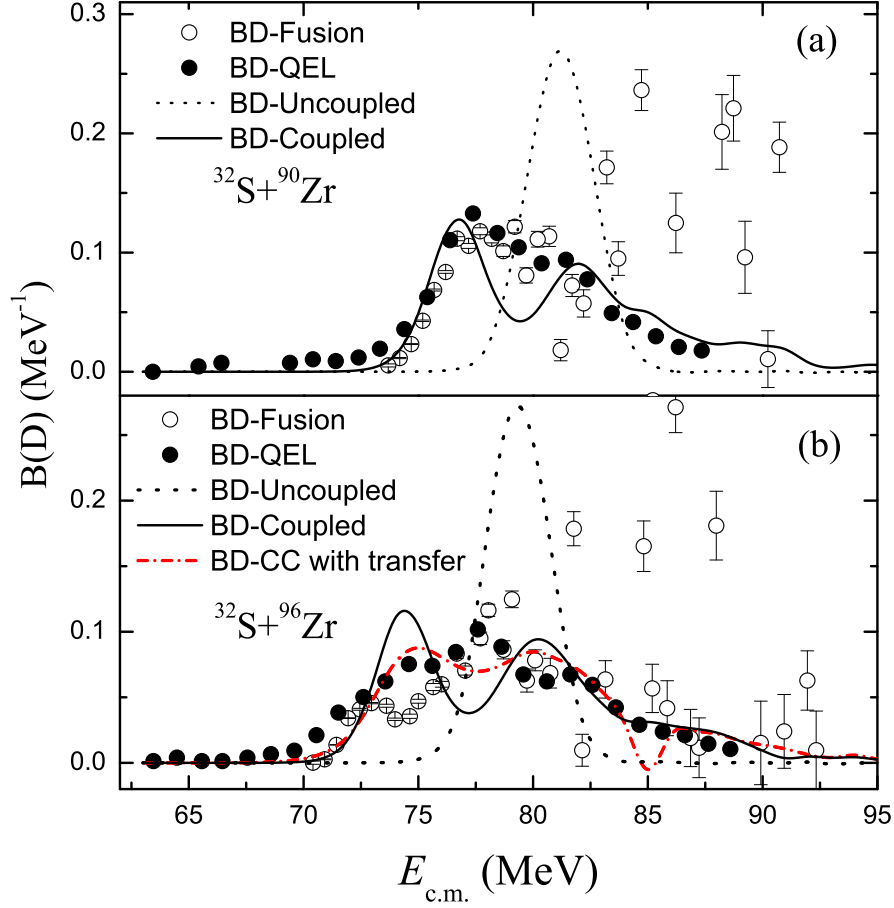 0.3
(a)
BD-Fusion
BD-QEL
BD-Uncoupled
BD-Coupled
³²S+⁹⁰Zr
0.2
0.1
0.0
B(D) (MeV⁻¹)
(b)
BD-Fusion
BD-QEL
BD-Uncoupled
BD-Coupled
BD-CC with transfer
³²S+⁹⁶Zr
0.2
0.1
0.0
65 70 75 80 85 90 95
E_c.m. (MeV)